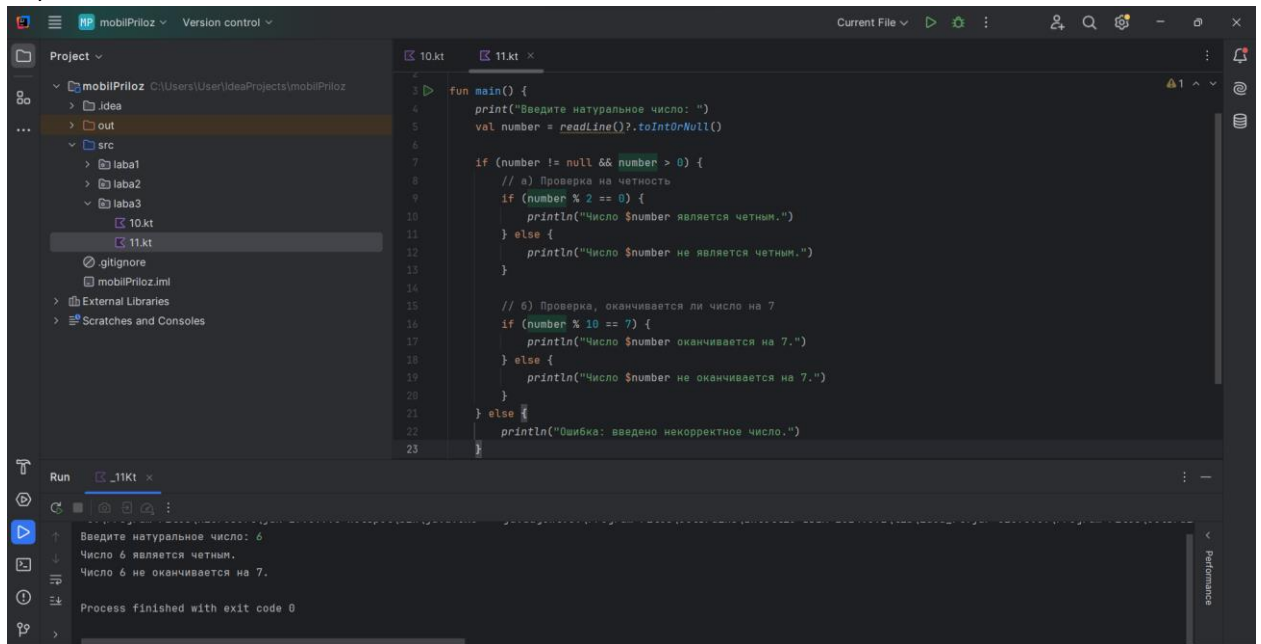 MP mobilPriloz Version control Current File
Project
mobilPriloz C:\Users\User\IdeaProjects\mobilPriloz
.idea
out
src
laba1
laba2
laba3
10.kt
11.kt
.gitignore
mobilPriloz.iml
External Libraries
Scratches and Consoles
10.kt 11.kt
1
2
3 fun main() {
4 print("Введите натуральное число: ")
5 val number = readLine()?.toIntOrNull()
6
7 if (number != null && number > 0) {
8 // а) Проверка на четность
9 if (number % 2 == 0) {
10 println("Число $number является четным.")
11 } else {
12 println("Число $number не является четным.")
13 }
14
15 // б) Проверка, оканчивается ли число на 7
16 if (number % 10 == 7) {
17 println("Число $number оканчивается на 7.")
18 } else {
19 println("Число $number не оканчивается на 7.")
20 }
21 } else {
22 println("Ошибка: введено некорректное число.")
23 }
Run _11Kt
Введите натуральное число: 6
Число 6 является четным.
Число 6 не оканчивается на 7.
Process finished with exit code 0
Performance